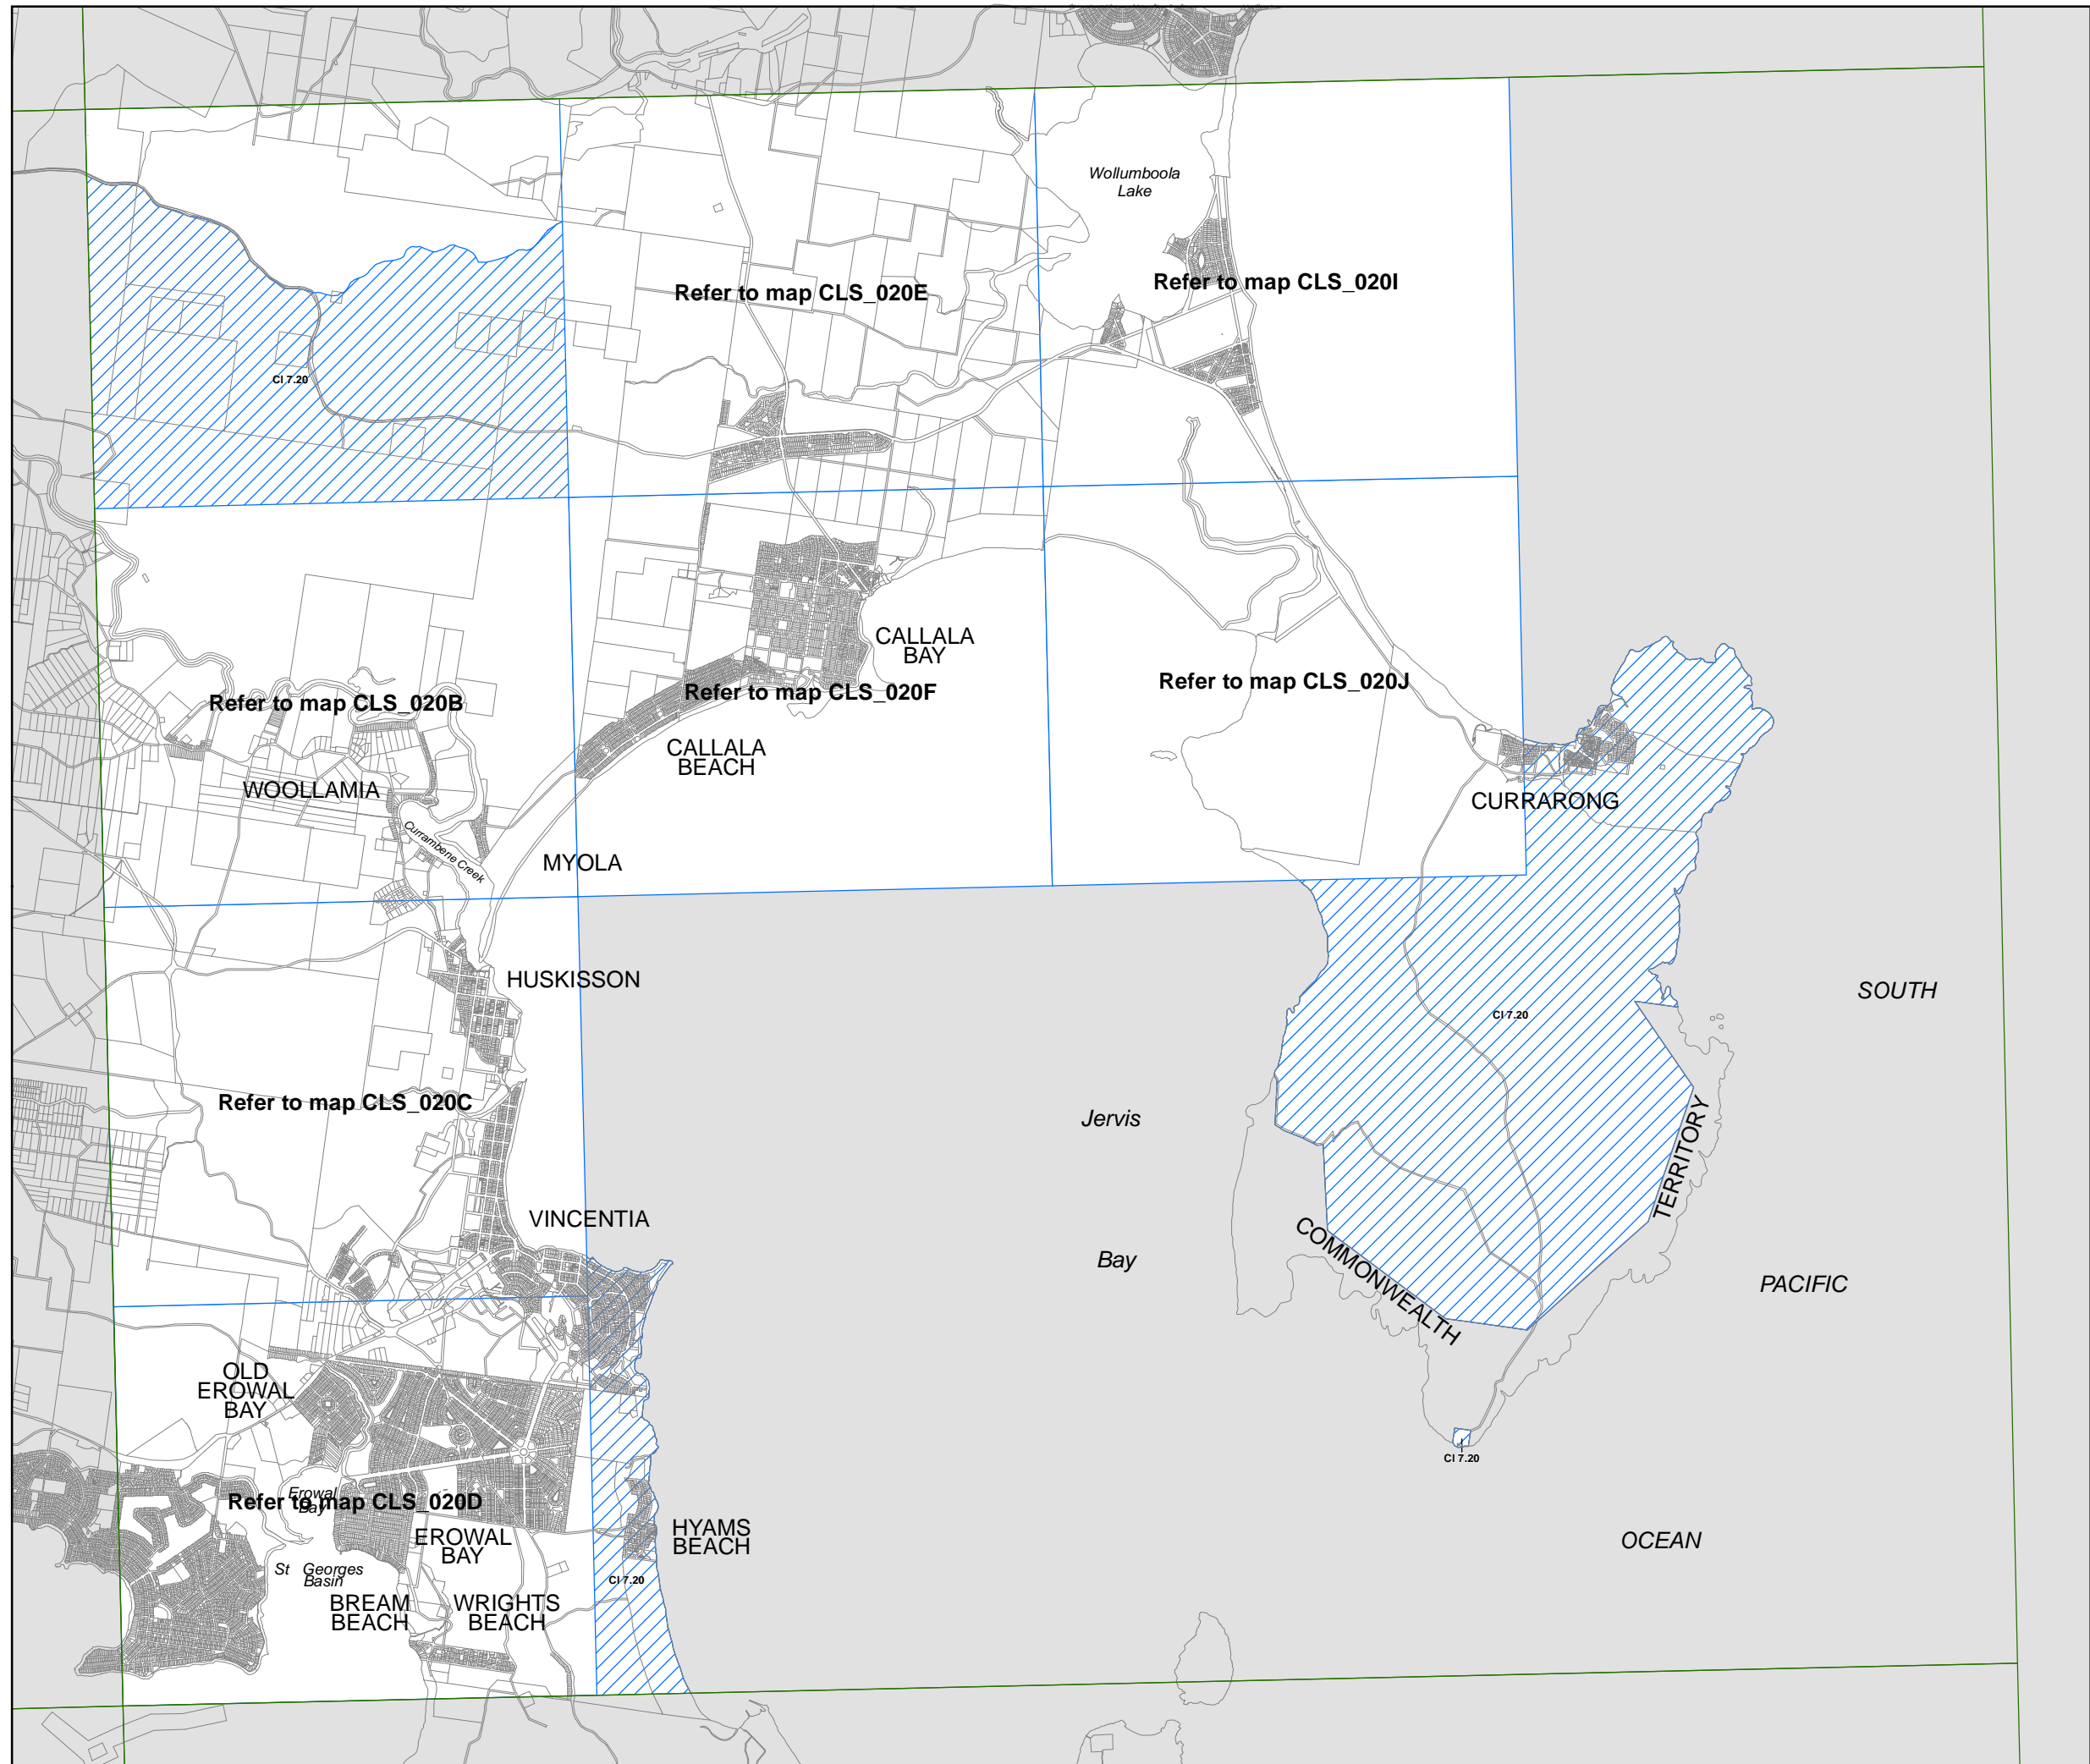 Wollumboola
Lake
Refer to map CLS_020E
Refer to map CLS_020I
Cl 7.20
CALLALA
BAY
Refer to map CLS_020J
Refer to map CLS_020B
Refer to map CLS_020F
CALLALA
BEACH
WOOLLAMIA
CURRARONG
Currambene Creek
MYOLA
HUSKISSON
SOUTH
Cl 7.20
Refer to map CLS_020C
Jervis
TERRITORY
VINCENTIA
COMMONWEALTH
Bay
PACIFIC
OLD
EROWAL
BAY
Cl 7.20
Erowal
Bay
Refer to map CLS_020D
EROWAL
BAY
HYAMS
BEACH
OCEAN
St Georges
Basin
Cl 7.20
BREAM
BEACH
WRIGHTS
BEACH